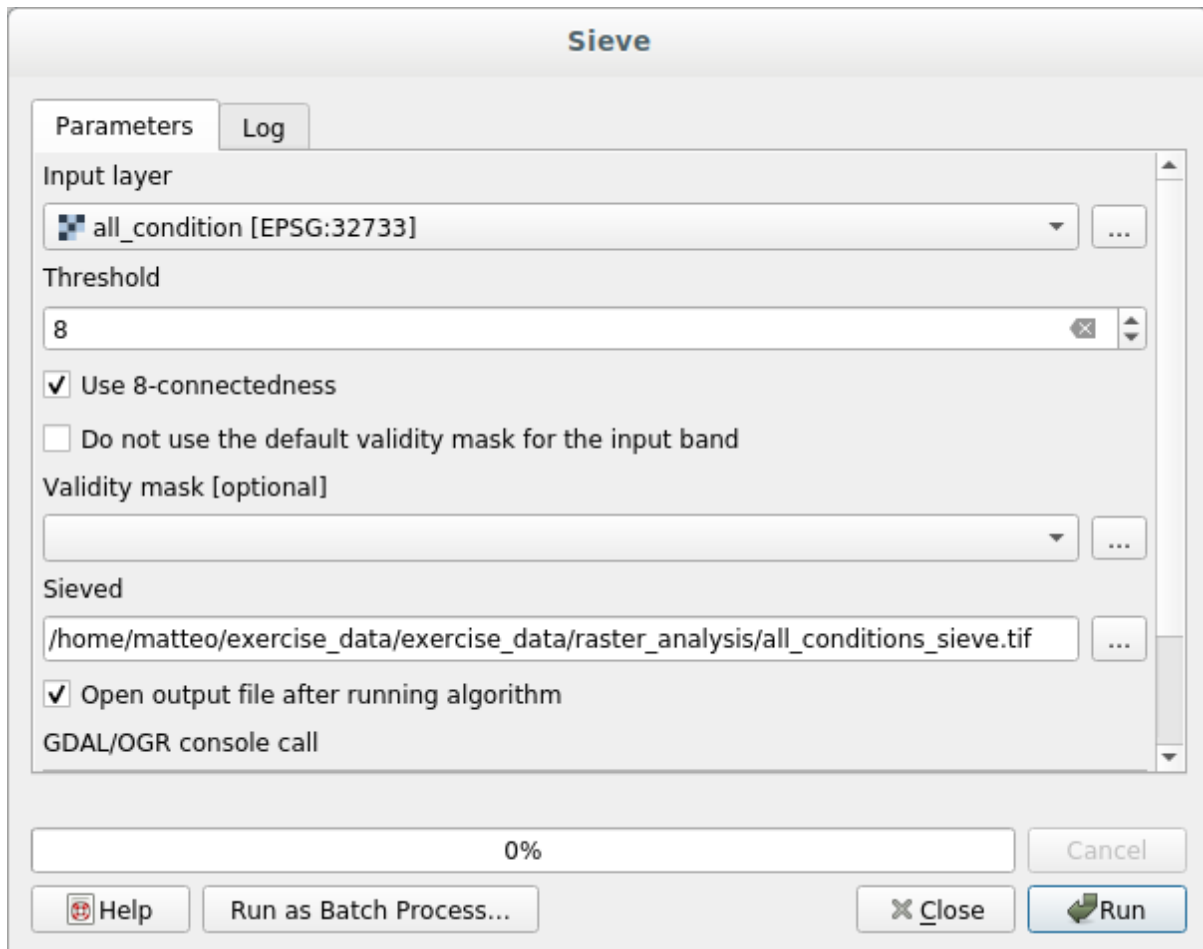 Sieve
Parameters
Log
Input layer
all_condition [EPSG:32733]
...
Threshold
8
Use 8-connectedness
Do not use the default validity mask for the input band
Validity mask [optional]
...
Sieved
/home/matteo/exercise_data/exercise_data/raster_analysis/all_conditions_sieve.tif
...
Open output file after running algorithm
GDAL/OGR console call
0%
Cancel
Help
Run as Batch Process...
Close
Run